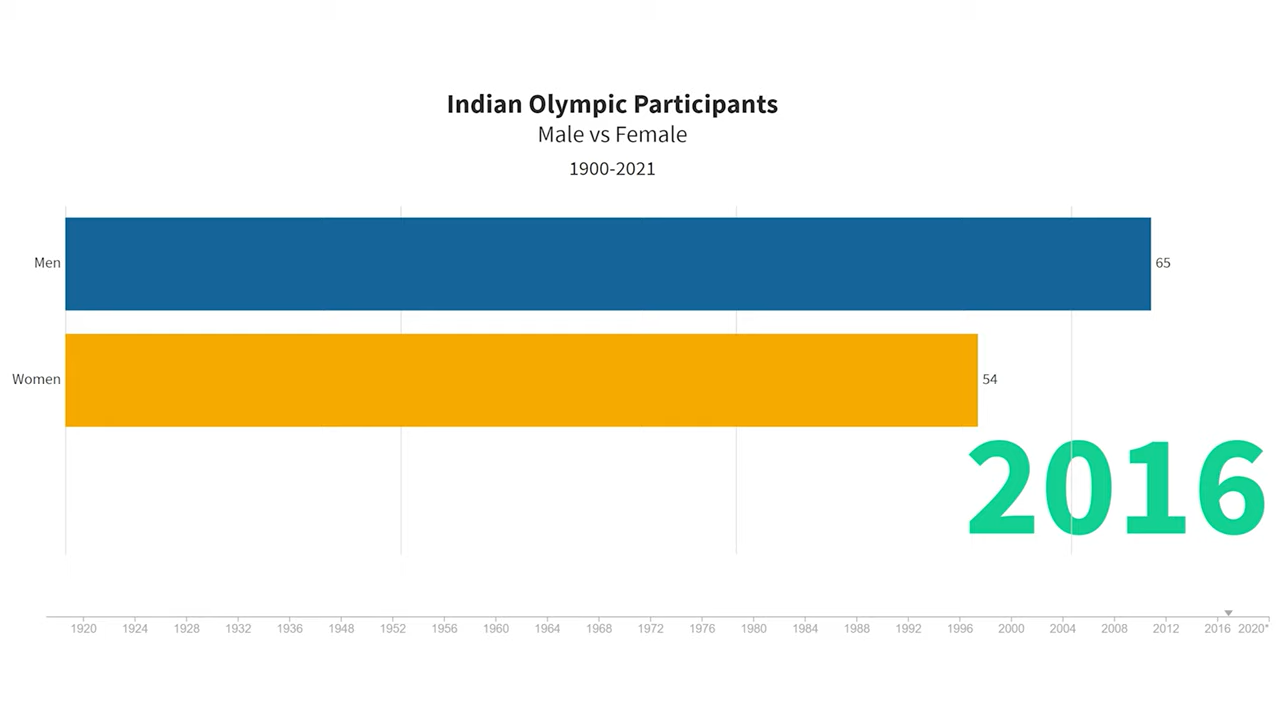 Indian Olympic Participants
Male vs Female
1900-2021
Men 65
Women 54
2016
1920 1924 1928 1932 1936 1948 1952 1956 1960 1964 1968 1972 1976 1980 1984 1988 1992 1996 2000 2004 2008 2012 2016 2020*